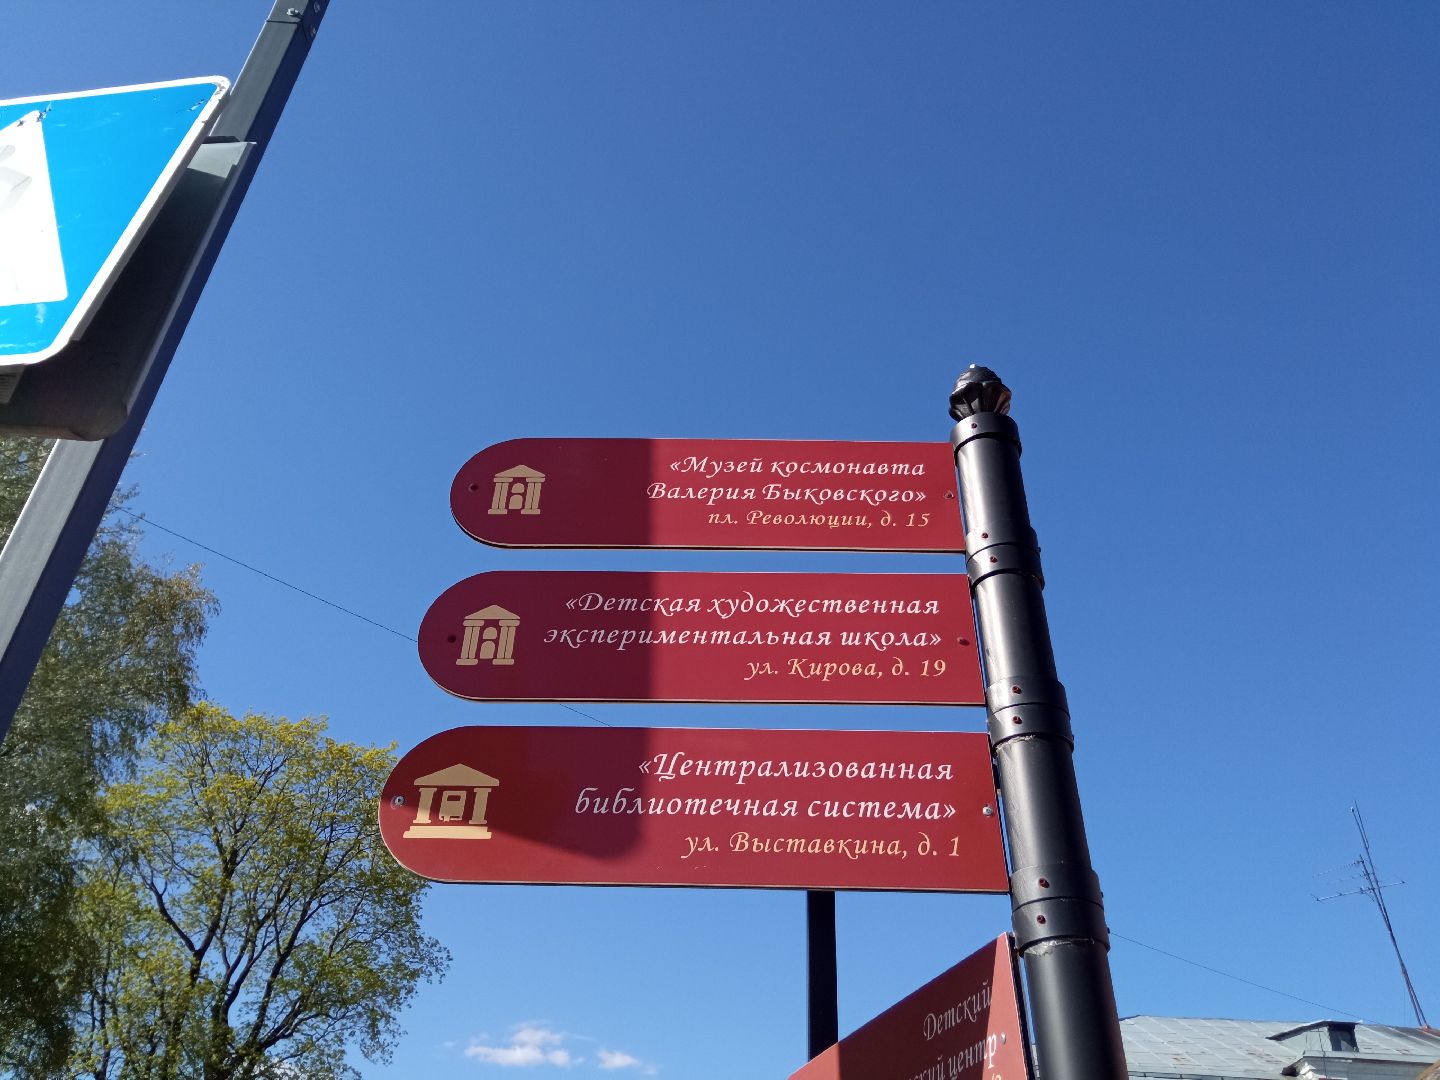 «Музей космонавта
Валерия Быковского»
пл. Революции, д. 15
«Детская художественная
экспериментальная школа»
ул. Кирова, д. 19
«Централизованная
библиотечная система»
ул. Выставкина, д. 1
Детский
центр